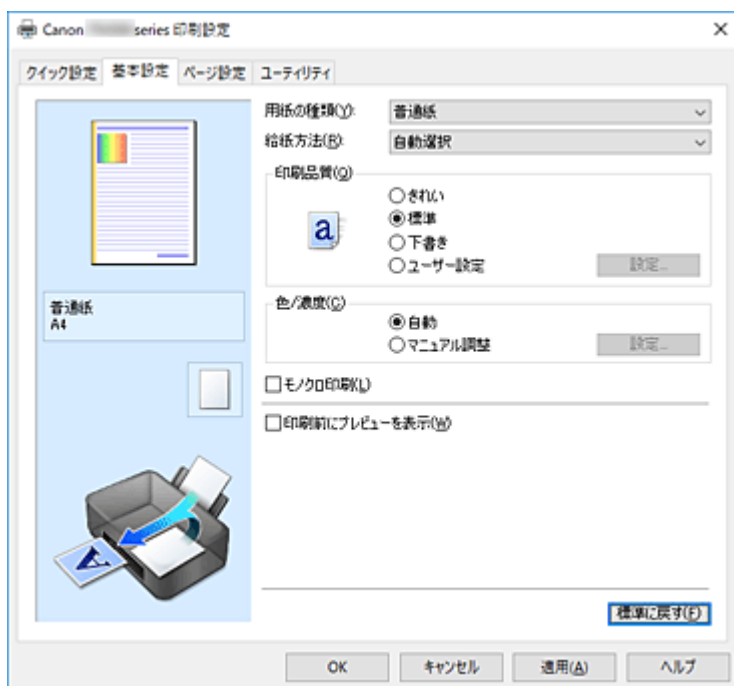 Canon series 印刷設定
クイック設定 基本設定 ページ設定 ユーティリティ
用紙の種類(Y): 普通紙
給紙方法(R): 自動選択
印刷品質(Q)
きれい
a 標準
下書き
ユーザー設定 設定...
普通紙
A4
色/濃度(C)
自動
マニュアル調整 設定...
モノクロ印刷(L)
印刷前にプレビューを表示(W)
A
標準に戻す(F)
OK キャンセル 適用(A) ヘルプ